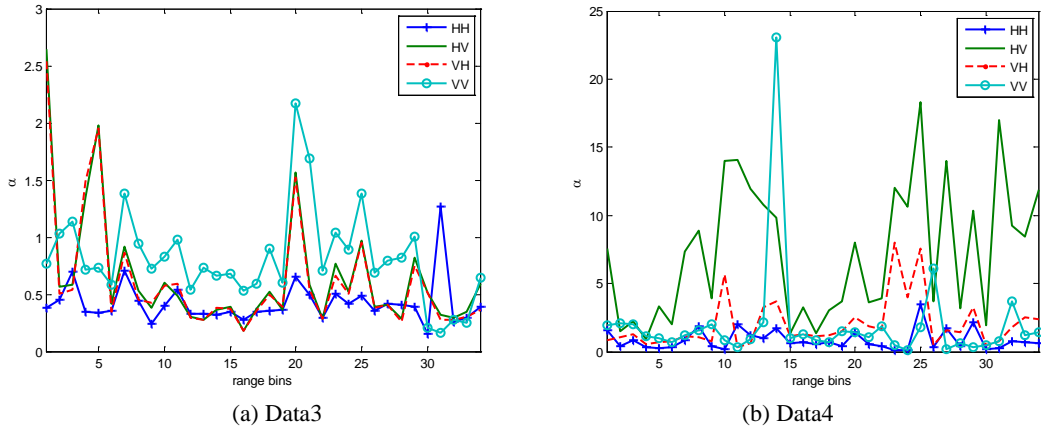 3
2.5
2
1.5
1
0.5
0
α
5 10 15 20 25 30
range bins
HH
HV
VH
VV
(a) Data3
25
20
15
10
5
0
α
5 10 15 20 25 30
range bins
HH
HV
VH
VV
(b) Data4